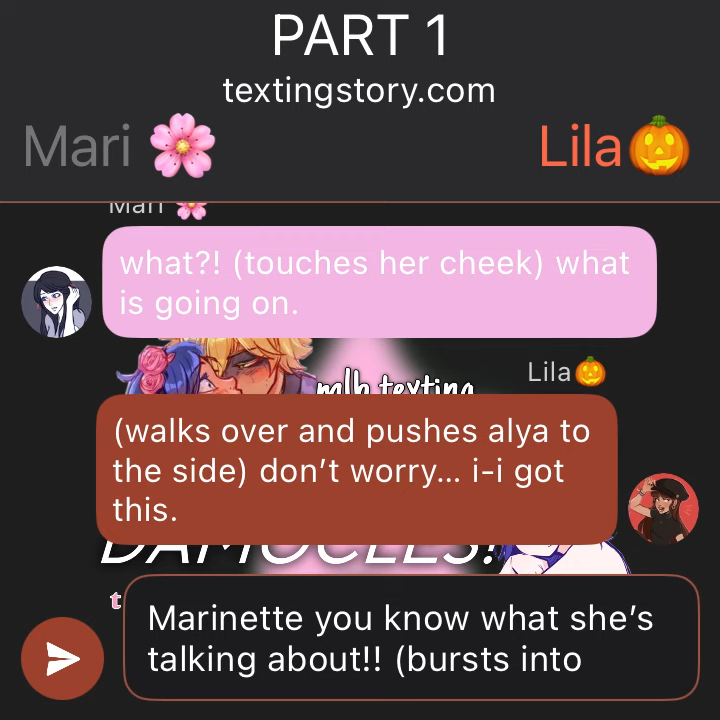 PART 1
textingstory.com
Mari 🌸 Lila🎃
Mari 🌸
what?! (touches her cheek) what
is going on.
mlb texting
Lila🎃
(walks over and pushes alya to
the side) don’t worry... i-i got
this.
DAMOCLES!
t
Marinette you know what she’s
talking about!! (bursts into